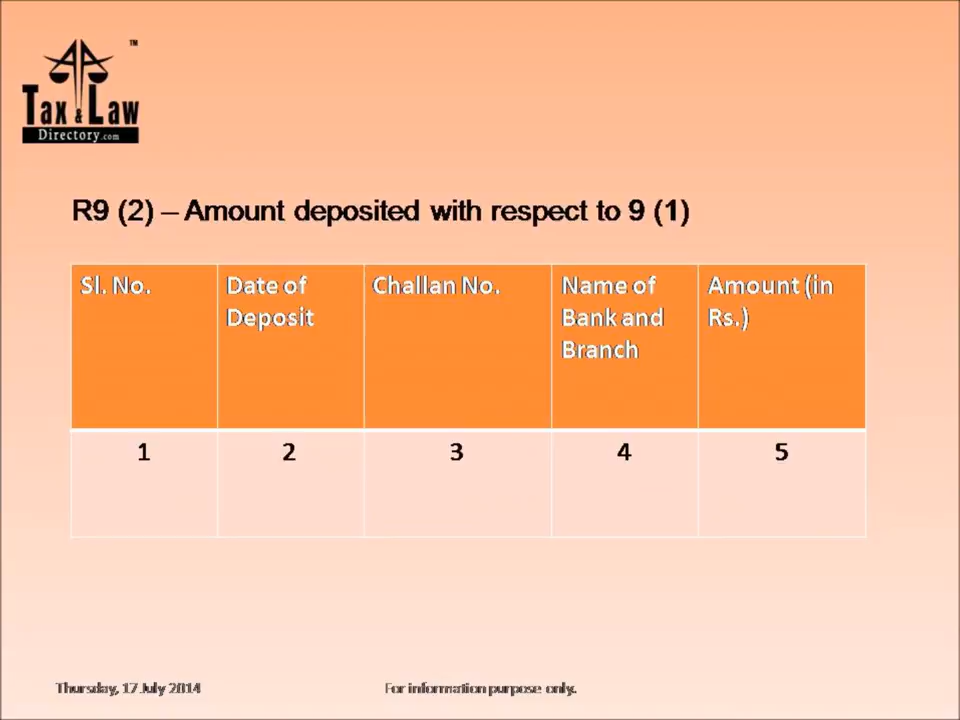 TM
Tax & Law
Directory.com
R9 (2) – Amount deposited with respect to 9 (1)
Sl. No.
Date of
Deposit
Challan No.
Name of
Bank and
Branch
Amount (in
Rs.)
1 2 3 4 5
Thursday, 17 July 2014
For information purpose only.